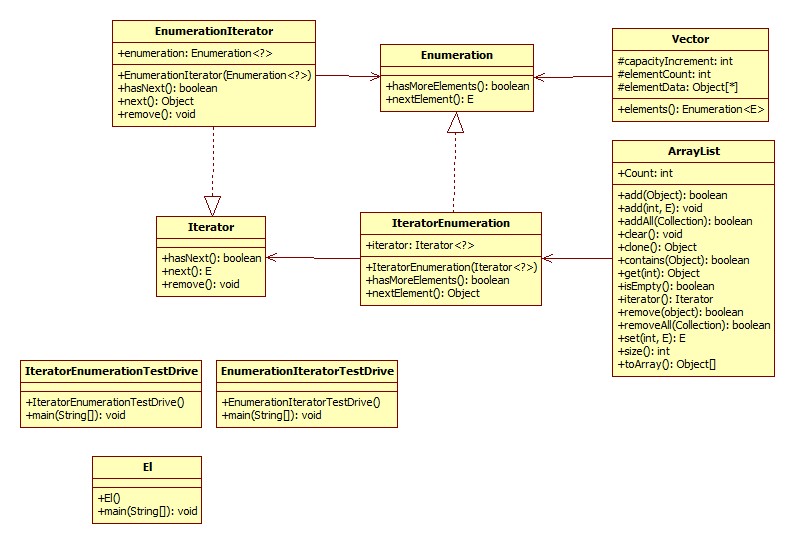 EnumerationIterator
+enumeration: Enumeration<?>
+EnumerationIterator(Enumeration<?>)
+hasNext(): boolean
+next(): Object
+remove(): void
Enumeration
+hasMoreElements(): boolean
+nextElement(): E
Vector
#capacityIncrement: int
#elementCount: int
#elementData: Object[*]
+elements(): Enumeration<E>
ArrayList
+Count: int
+add(Object): boolean
+add(int, E): void
+addAll(Collection): boolean
+clear(): void
+clone(): Object
+contains(Object): boolean
+get(int): Object
+isEmpty(): boolean
+iterator(): Iterator
+remove(object): boolean
+removeAll(Collection): boolean
+set(int, E): E
+size(): int
+toArray(): Object[]
Iterator
+hasNext(): boolean
+next(): E
+remove(): void
IteratorEnumeration
+iterator: Iterator<?>
+IteratorEnumeration(Iterator<?>)
+hasMoreElements(): boolean
+nextElement(): Object
IteratorEnumerationTestDrive
+IteratorEnumerationTestDrive()
+main(String[]): void
EnumerationIteratorTestDrive
+EnumerationIteratorTestDrive()
+main(String[]): void
EI
+EI()
+main(String[]): void